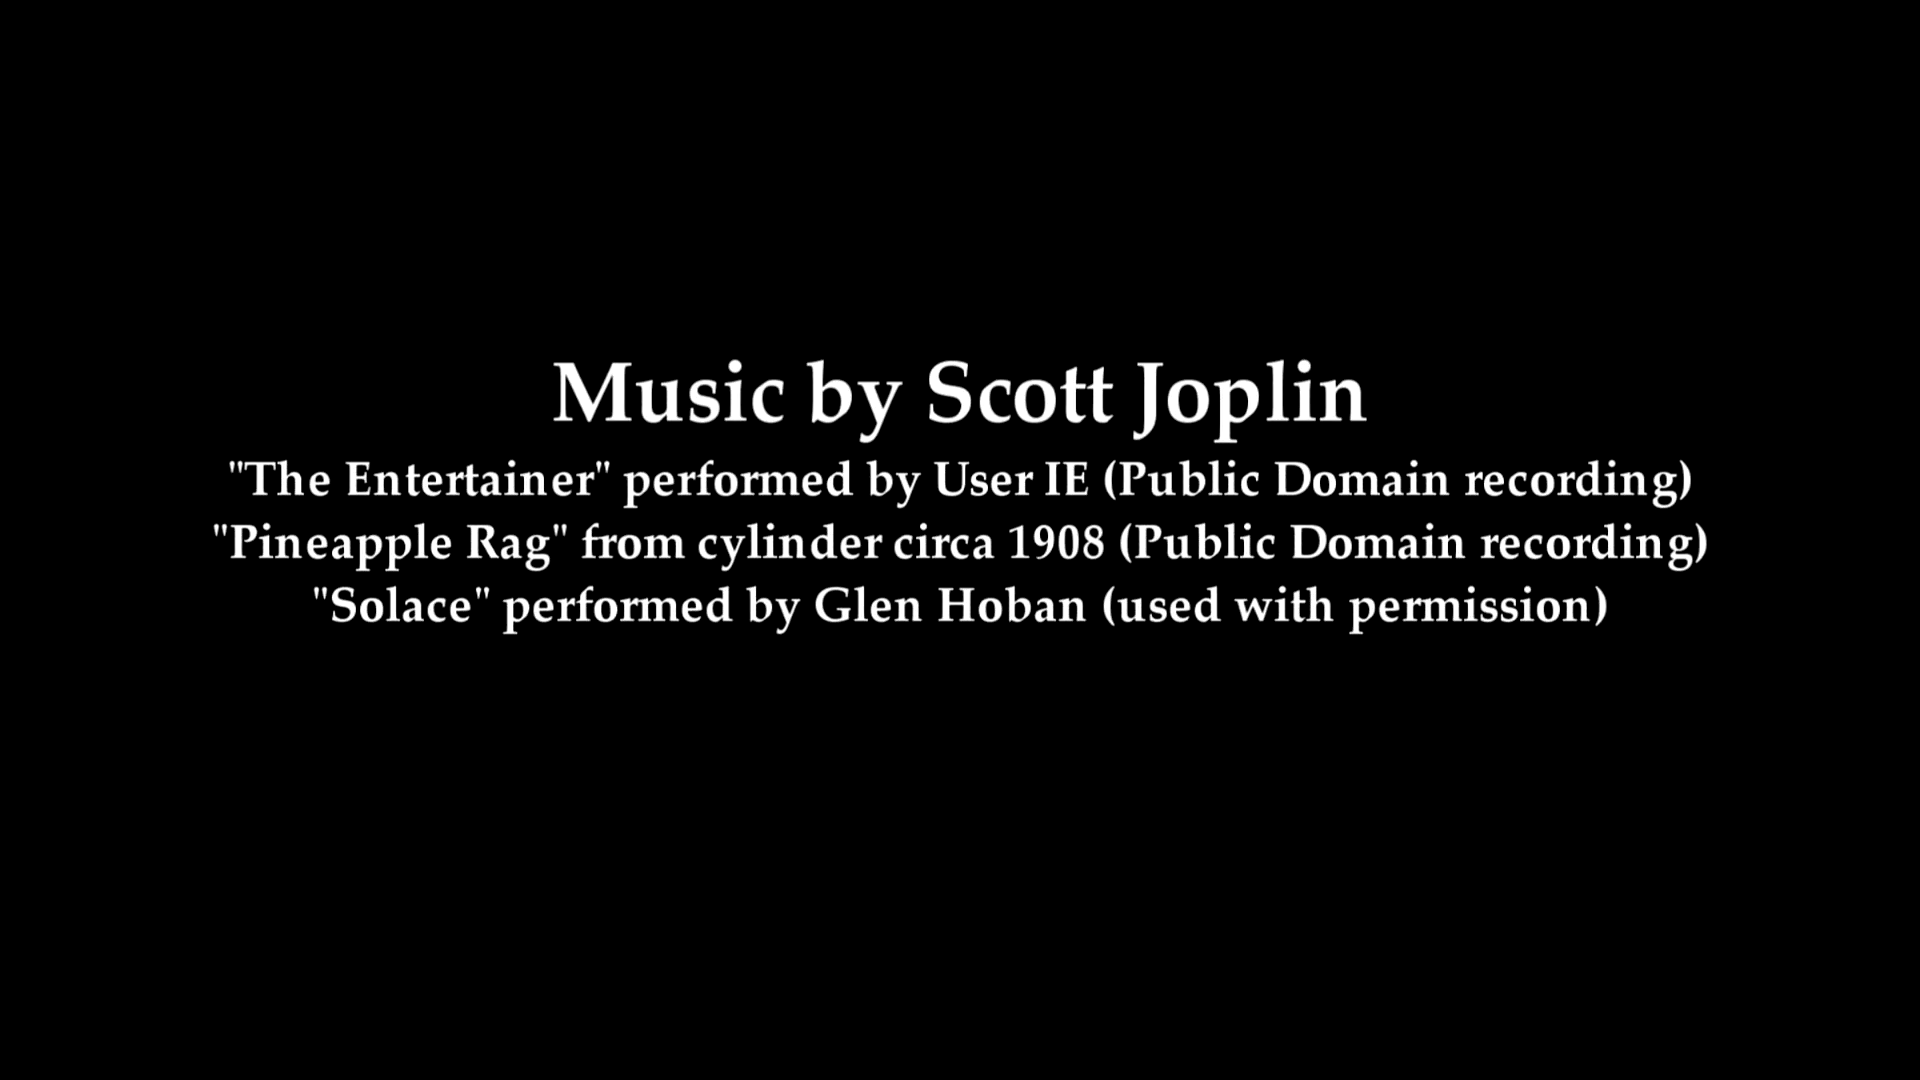 Music by Scott Joplin
"The Entertainer" performed by User IE (Public Domain recording)
"Pineapple Rag" from cylinder circa 1908 (Public Domain recording)
"Solace" performed by Glen Hoban (used with permission)